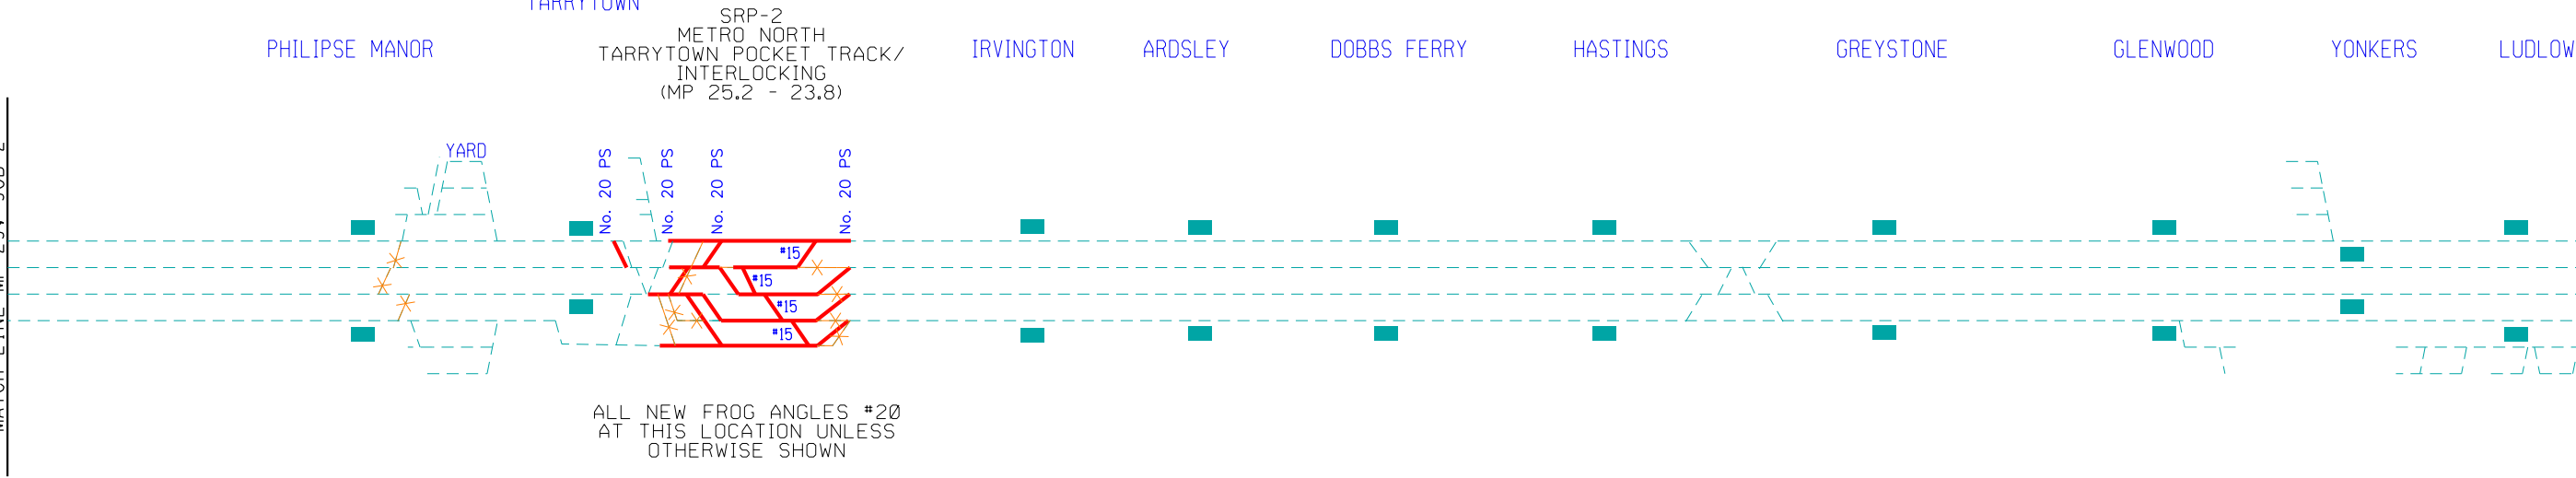 TARRYTOWN
SRP-2
METRO NORTH
TARRYTOWN POCKET TRACK/
INTERLOCKING
(MP 25.2 - 23.8)
PHILIPSE MANOR
IRVINGTON
ARDSLEY
DOBBS FERRY
HASTINGS
GREYSTONE
GLENWOOD
YONKERS
LUDLOW
YARD
No. 20 PS
No. 20 PS
No. 20 PS
No. 20 PS
#15
#15
#15
#15
ALL NEW FROG ANGLES #20
AT THIS LOCATION UNLESS
OTHERWISE SHOWN